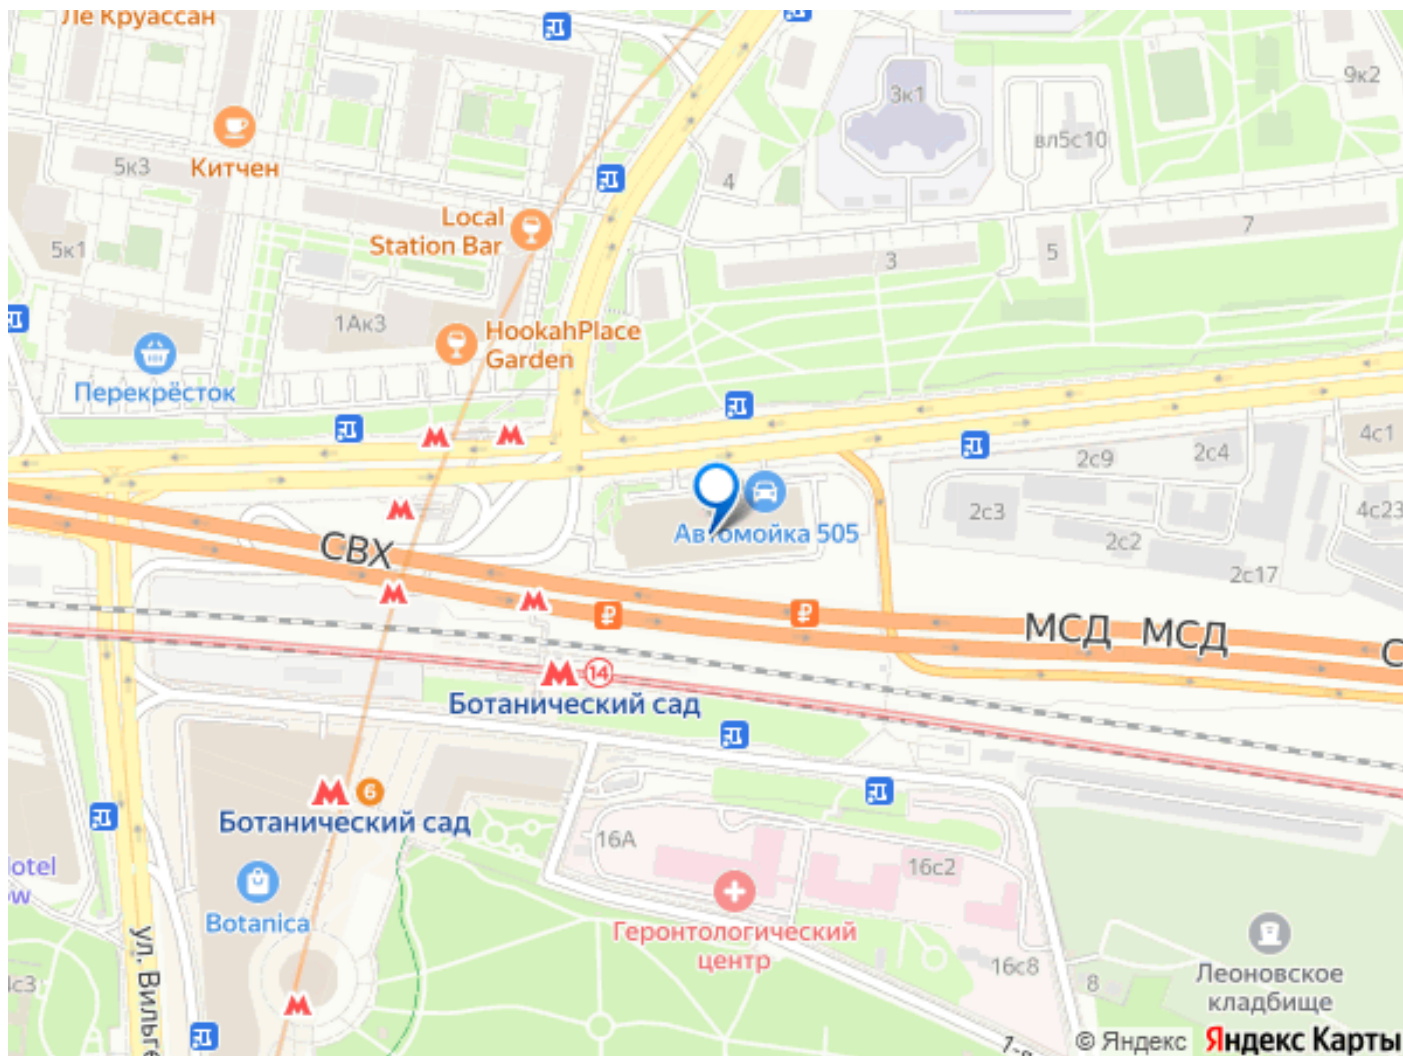 Ле Круассан
9к2
3к1
вл5с10
5к3
Китчен
4
Local
Station Bar
7
5к1
3
5
1Ак3
HookahPlace
Garden
Перекрёсток
4с1
2с4
2с9
2с3
4с23
Автомойка 505
2с2
СВХ
2с17
МСД МСД
С
14
Ботанический сад
6
Ботанический сад
16А
16с2
Botanica
Геронтологический
центр
ул. Вильге
16с8
8
Леоновское
кладбище
© Яндекс Яндекс Карты